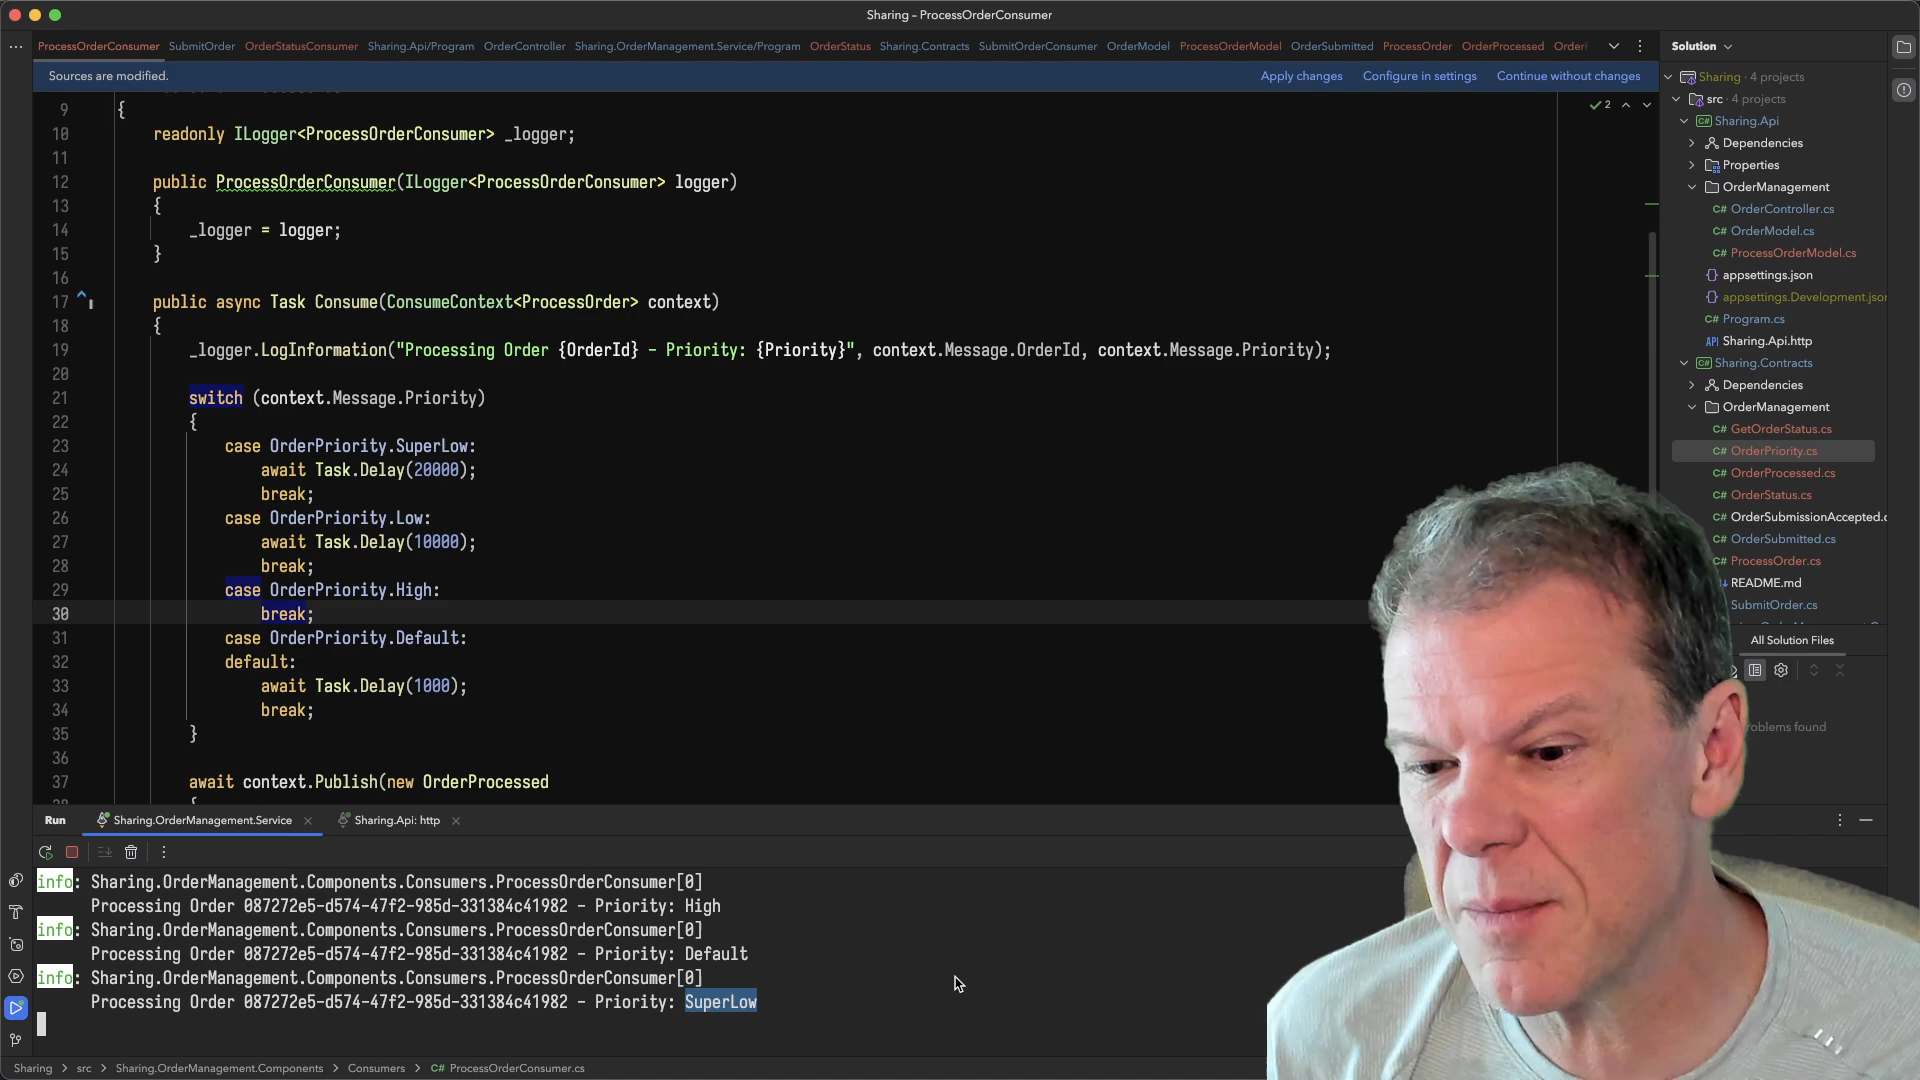 Sharing – ProcessOrderConsumer
ProcessOrderConsumer SubmitOrder OrderStatusConsumer Sharing.Api/Program OrderController Sharing.OrderManagement.Service/Program OrderStatus Sharing.Contracts SubmitOrderConsumer OrderModel ProcessOrderModel OrderSubmitted ProcessOrder OrderProcessed
Sources are modified. Apply changes Configure in settings Continue without changes
9 {
10 readonly ILogger<ProcessOrderConsumer> _logger;
11
12 public ProcessOrderConsumer(ILogger<ProcessOrderConsumer> logger)
13 {
14 _logger = logger;
15 }
16
17 public async Task Consume(ConsumeContext<ProcessOrder> context)
18 {
19 _logger.LogInformation("Processing Order {OrderId} - Priority: {Priority}", context.Message.OrderId, context.Message.Priority);
20
21 switch (context.Message.Priority)
22 {
23 case OrderPriority.SuperLow:
24 await Task.Delay(20000);
25 break;
26 case OrderPriority.Low:
27 await Task.Delay(10000);
28 break;
29 case OrderPriority.High:
30 break;
31 case OrderPriority.Default:
32 default:
33 await Task.Delay(1000);
34 break;
35 }
36
37 await context.Publish(new OrderProcessed
2
Solution
Sharing · 4 projects
src · 4 projects
Sharing.Api
Dependencies
Properties
OrderManagement
C# OrderController.cs
C# OrderModel.cs
C# ProcessOrderModel.cs
{} appsettings.json
{} appsettings.Development.json
C# Program.cs
API Sharing.Api.http
Sharing.Contracts
Dependencies
OrderManagement
C# GetOrderStatus.cs
C# OrderPriority.cs
C# OrderProcessed.cs
C# OrderStatus.cs
C# OrderSubmissionAccepted.c
C# OrderSubmitted.cs
C# ProcessOrder.cs
README.md
SubmitOrder.cs
All Solution Files
roblems found
Run Sharing.OrderManagement.Service Sharing.Api: http
info: Sharing.OrderManagement.Components.Consumers.ProcessOrderConsumer[0]
Processing Order 087272e5-d574-47f2-985d-331384c41982 - Priority: High
info: Sharing.OrderManagement.Components.Consumers.ProcessOrderConsumer[0]
Processing Order 087272e5-d574-47f2-985d-331384c41982 - Priority: Default
info: Sharing.OrderManagement.Components.Consumers.ProcessOrderConsumer[0]
Processing Order 087272e5-d574-47f2-985d-331384c41982 - Priority: SuperLow
Sharing > src > Sharing.OrderManagement.Components > Consumers > C# ProcessOrderConsumer.cs